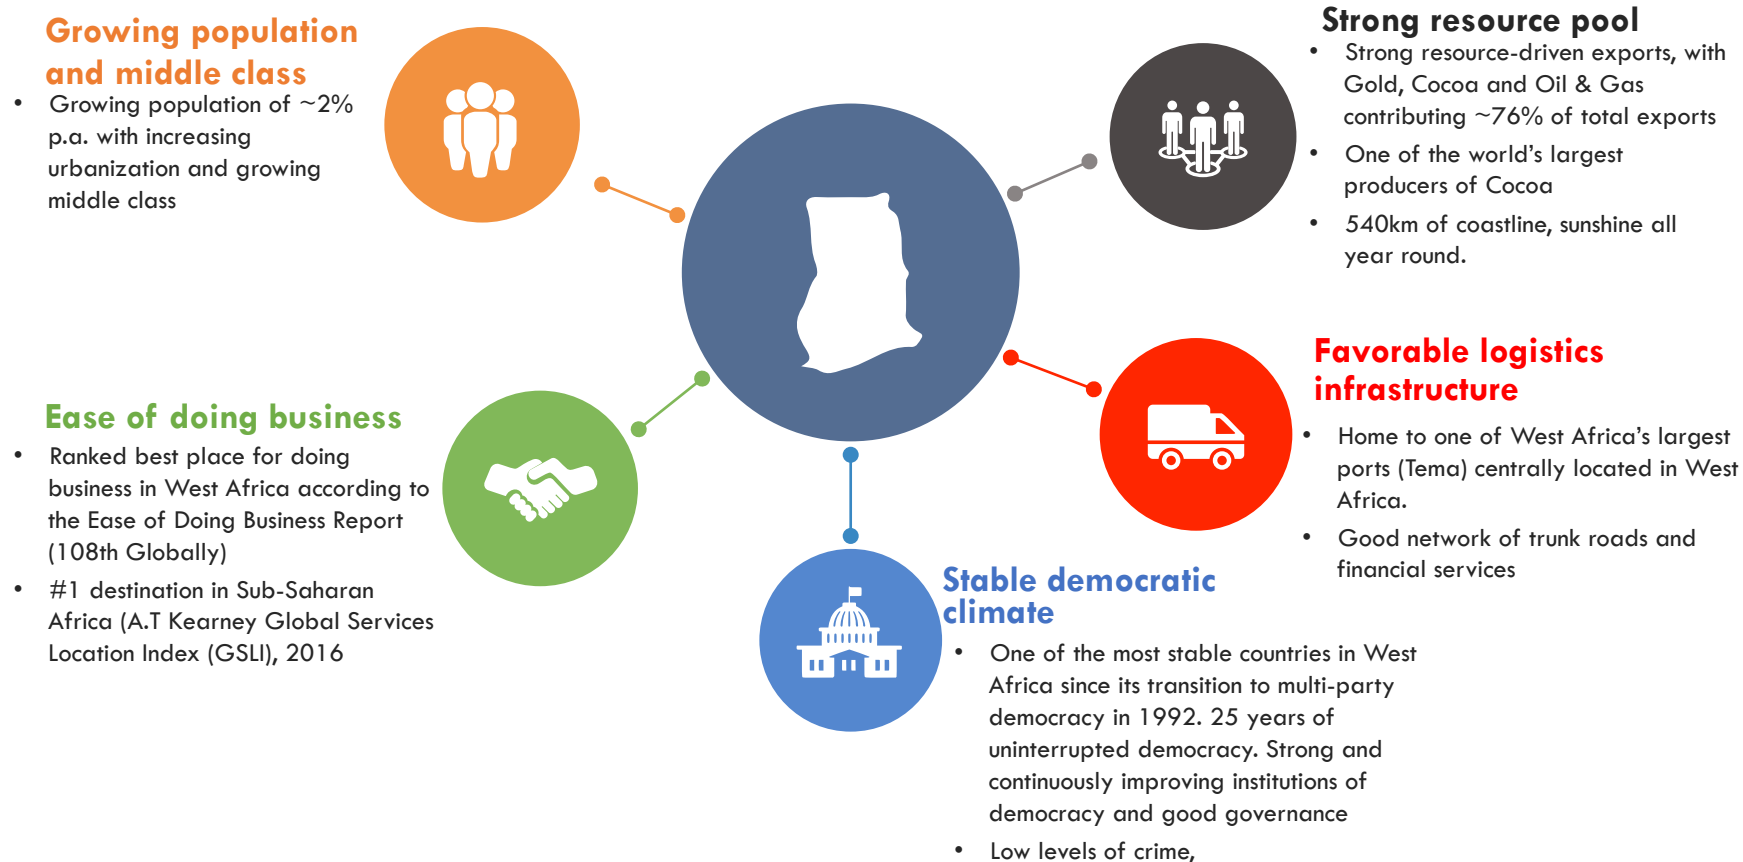 Growing population
and middle class
• Growing population of ~2%
p.a. with increasing
urbanization and growing
middle class
Strong resource pool
• Strong resource-driven exports, with
Gold, Cocoa and Oil & Gas
contributing ~76% of total exports
• One of the world’s largest
producers of Cocoa
• 540km of coastline, sunshine all
year round.
Ease of doing business
• Ranked best place for doing
business in West Africa according to
the Ease of Doing Business Report
(108th Globally)
• #1 destination in Sub-Saharan
Africa (A.T Kearney Global Services
Location Index (GSLI), 2016
Favorable logistics
infrastructure
• Home to one of West Africa’s largest
ports (Tema) centrally located in West
Africa.
• Good network of trunk roads and
financial services
Stable democratic
climate
• One of the most stable countries in West
Africa since its transition to multi-party
democracy in 1992. 25 years of
uninterrupted democracy. Strong and
continuously improving institutions of
democracy and good governance
• Low levels of crime,